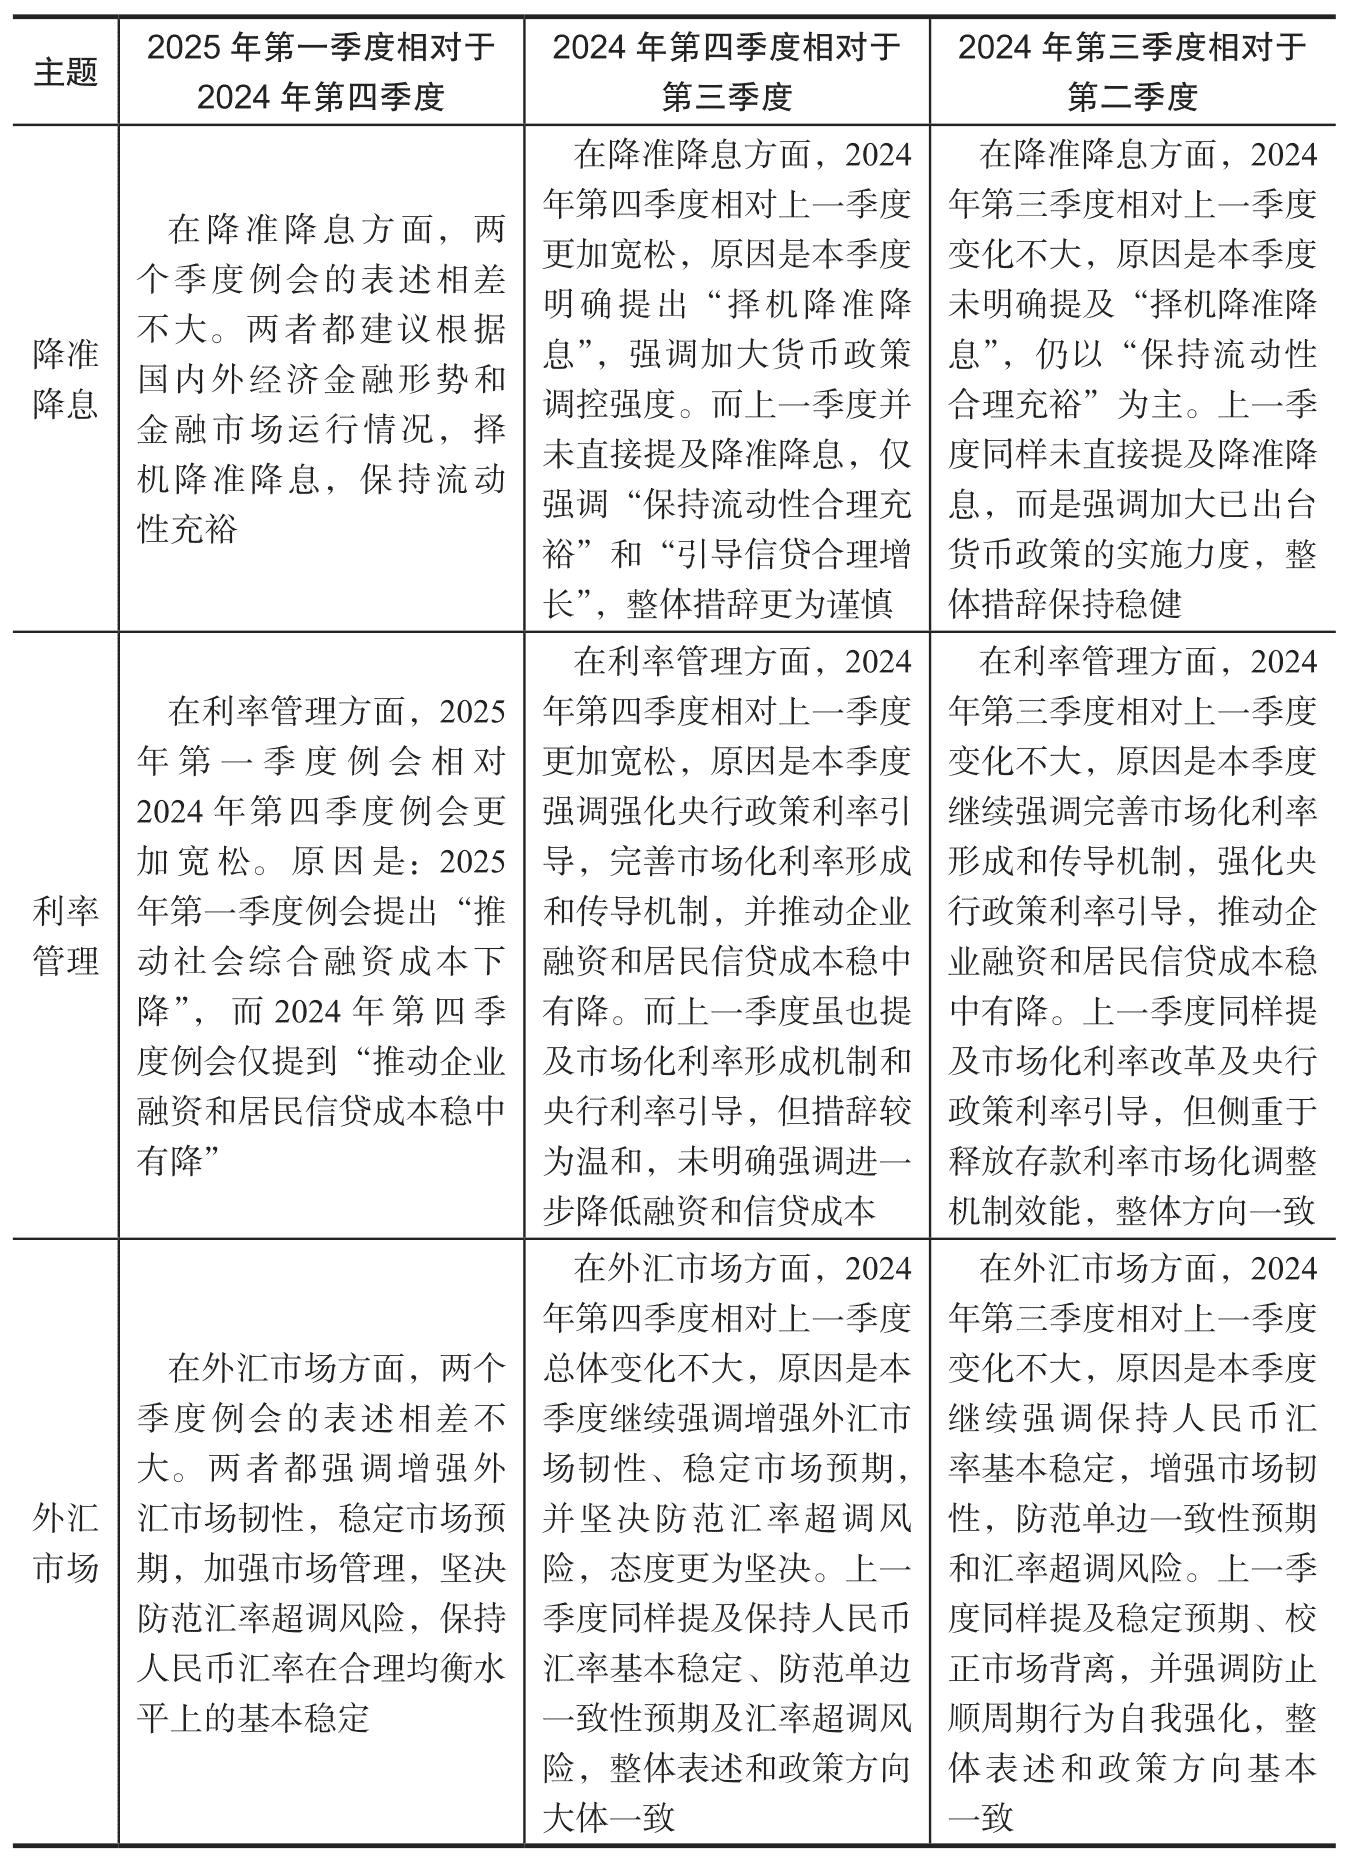 主题
2025 年第一季度相对于
2024 年第四季度
2024 年第四季度相对于
第三季度
2024 年第三季度相对于
第二季度
降准
降息
在降准降息方面，两
个季度例会的表述相差
不大。两者都建议根据
国内外经济金融形势和
金融市场运行情况，择
机降准降息，保持流动
性充裕
在降准降息方面，2024
年第四季度相对上一季度
更加宽松，原因是本季度
明确提出“择机降准降
息”，强调加大货币政策
调控强度。而上一季度并
未直接提及降准降息，仅
强调“保持流动性合理充
裕”和“引导信贷合理增
长”，整体措辞更为谨慎
在降准降息方面，2024
年第三季度相对上一季度
变化不大，原因是本季度
未明确提及“择机降准降
息”，仍以“保持流动性
合理充裕”为主。上一季
度同样未直接提及降准降
息，而是强调加大已出台
货币政策的实施力度，整
体措辞保持稳健
利率
管理
在利率管理方面，2025
年第一季度例会相对
2024 年第四季度例会更
加宽松。原因是：2025
年第一季度例会提出“推
动社会综合融资成本下
降”，而 2024 年第四季
度例会仅提到“推动企业
融资和居民信贷成本稳中
有降”
在利率管理方面，2024
年第四季度相对上一季度
更加宽松，原因是本季度
强调强化央行政策利率引
导，完善市场化利率形成
和传导机制，并推动企业
融资和居民信贷成本稳中
有降。而上一季度虽也提
及市场化利率形成机制和
央行利率引导，但措辞较
为温和，未明确强调进一
步降低融资和信贷成本
在利率管理方面，2024
年第三季度相对上一季度
变化不大，原因是本季度
继续强调完善市场化利率
形成和传导机制，强化央
行政策利率引导，推动企
业融资和居民信贷成本稳
中有降。上一季度同样提
及市场化利率改革及央行
政策利率引导，但侧重于
释放存款利率市场化调整
机制效能，整体方向一致
外汇
市场
在外汇市场方面，两个
季度例会的表述相差不
大。两者都强调增强外
汇市场韧性，稳定市场预
期，加强市场管理，坚决
防范汇率超调风险，保持
人民币汇率在合理均衡水
平上的基本稳定
在外汇市场方面，2024
年第四季度相对上一季度
总体变化不大，原因是本
季度继续强调增强外汇市
场韧性、稳定市场预期，
并坚决防范汇率超调风
险，态度更为坚决。上一
季度同样提及保持人民币
汇率基本稳定、防范单边
一致性预期及汇率超调风
险，整体表述和政策方向
大体一致
在外汇市场方面，2024
年第三季度相对上一季度
变化不大，原因是本季度
继续强调保持人民币汇
率基本稳定，增强市场韧
性，防范单边一致性预期
和汇率超调风险。上一季
度同样提及稳定预期、校
正市场背离，并强调防止
顺周期行为自我强化，整
体表述和政策方向基本
一致